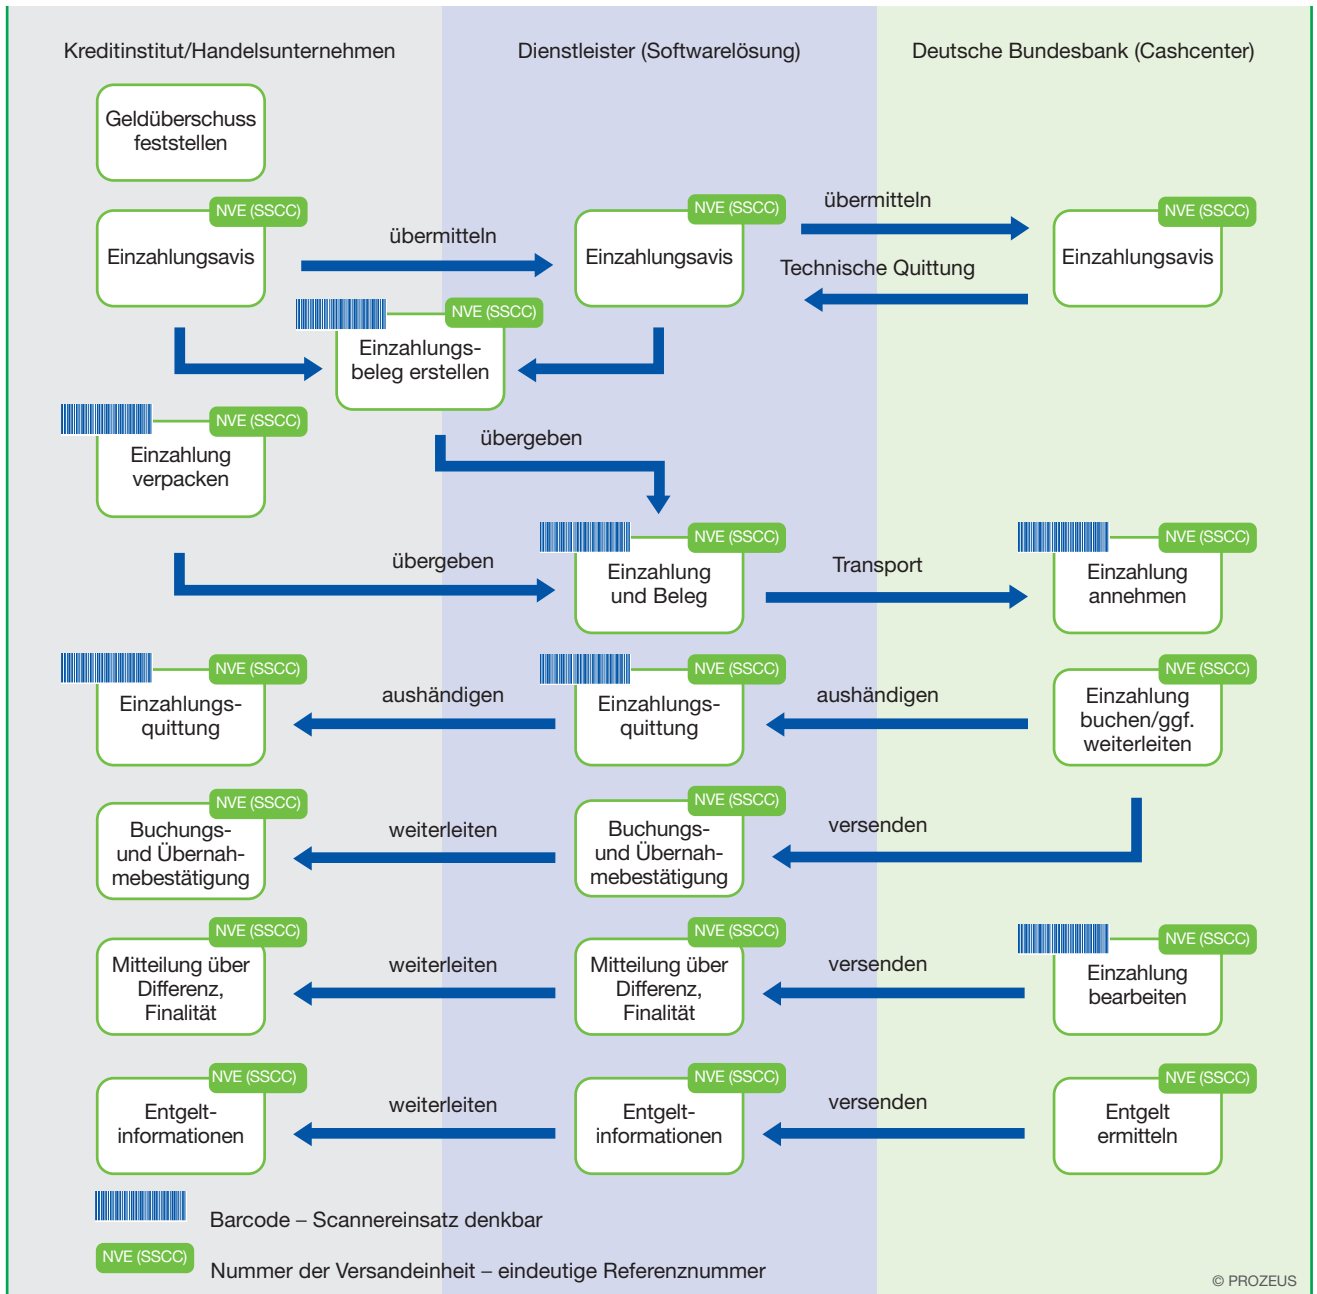 Kreditinstitut/Handelsunternehmen
Dienstleister (Softwarelösung)
Deutsche Bundesbank (Cashcenter)
Geldüberschuss
feststellen
NVE (SSCC)
Einzahlungsavis
übermitteln
NVE (SSCC)
Einzahlungsavis
übermitteln
Technische Quittung
NVE (SSCC)
Einzahlungsavis
NVE (SSCC)
Einzahlungs-
beleg erstellen
NVE (SSCC)
Einzahlung
verpacken
übergeben
übergeben
NVE (SSCC)
Einzahlung
und Beleg
Transport
NVE (SSCC)
Einzahlung
annehmen
NVE (SSCC)
Einzahlungs-
quittung
aushändigen
NVE (SSCC)
Einzahlungs-
quittung
aushändigen
NVE (SSCC)
Einzahlung
buchen/ggf.
weiterleiten
NVE (SSCC)
Buchungs-
und Übernah-
mebestätigung
weiterleiten
NVE (SSCC)
Buchungs-
und Übernah-
mebestätigung
versenden
NVE (SSCC)
Mitteilung über
Differenz,
Finalität
weiterleiten
NVE (SSCC)
Mitteilung über
Differenz,
Finalität
versenden
NVE (SSCC)
Einzahlung
bearbeiten
NVE (SSCC)
Entgelt-
informationen
weiterleiten
NVE (SSCC)
Entgelt-
informationen
versenden
NVE (SSCC)
Entgelt
ermitteln
Barcode – Scannereinsatz denkbar
NVE (SSCC)
Nummer der Versandeinheit – eindeutige Referenznummer
© PROZEUS